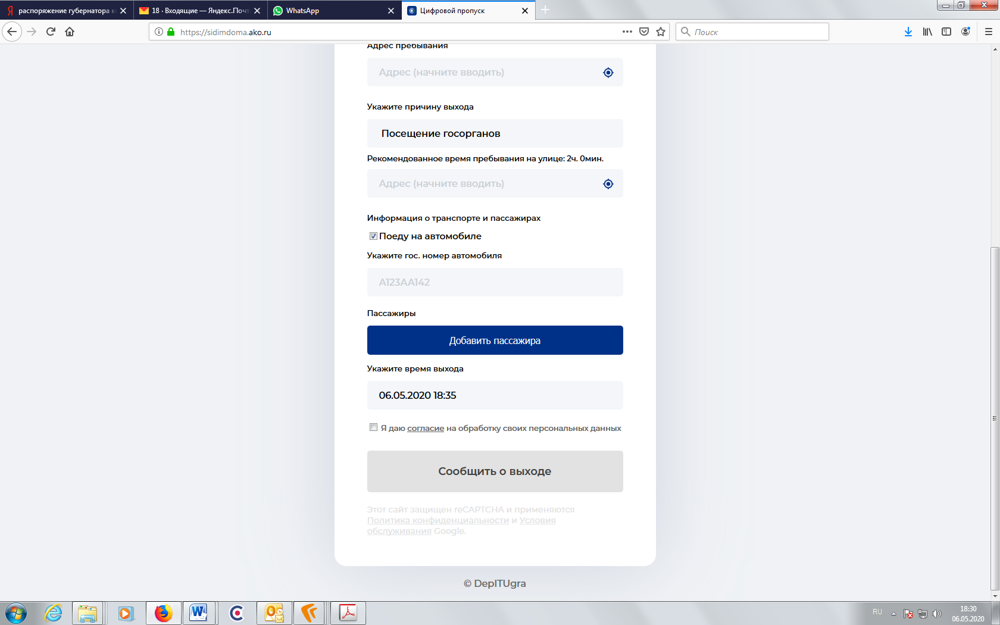 распоряжение губернатора к
18 · Входящие — Яндекс.Почт
WhatsApp
Цифровой пропуск
https://sidimdoma.ako.ru
Поиск
Адрес пребывания
Адрес (начните вводить)
Укажите причину выхода
Посещение госорганов
Рекомендованное время пребывания на улице: 2ч. 0мин.
Адрес (начните вводить)
Информация о транспорте и пассажирах
Поеду на автомобиле
Укажите гос. номер автомобиля
А123АА142
Пассажиры
Добавить пассажира
Укажите время выхода
06.05.2020 18:35
Я даю согласие на обработку своих персональных данных
Сообщить о выходе
Этот сайт защищен reCAPTCHA и применяются
Политика конфиденциальности и Условия
обслуживания Google.
© DepITUgra
RU
18:30
06.05.2020